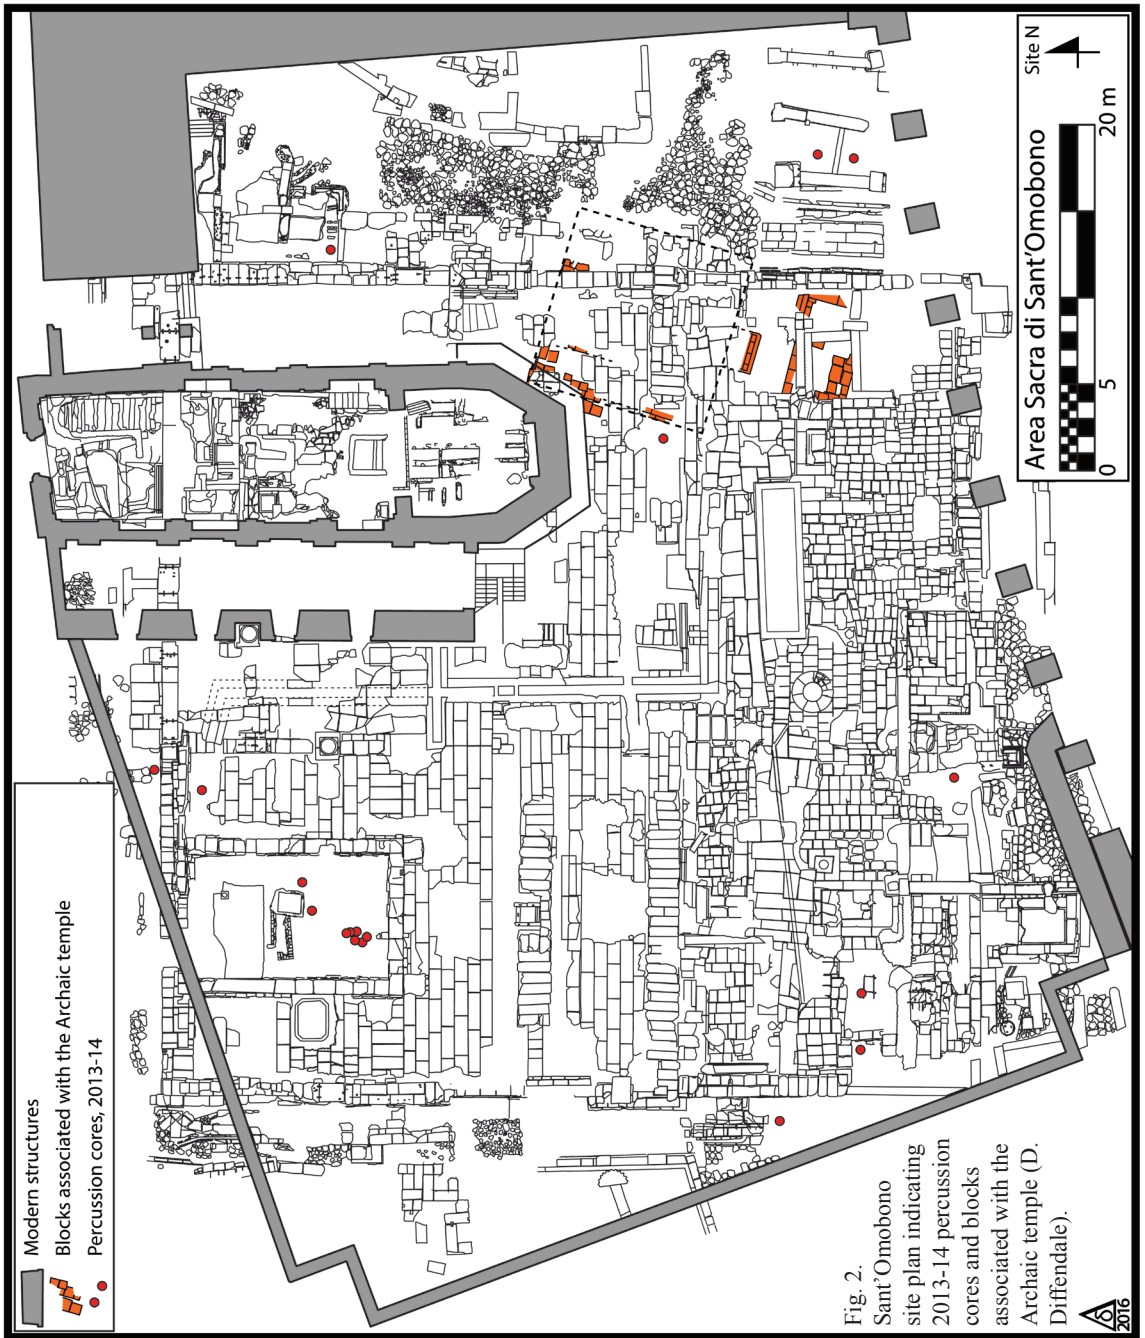 Modern structures
Blocks associated with the Archaic temple
Percussion cores, 2013-14
Area Sacra di Sant'Omobono
Site N
0
5
20 m
Fig. 2.
Sant'Omobono
site plan indicating
2013-14 percussion
cores and blocks
associated with the
Archaic temple (D.
Diffendale).
δ
2016